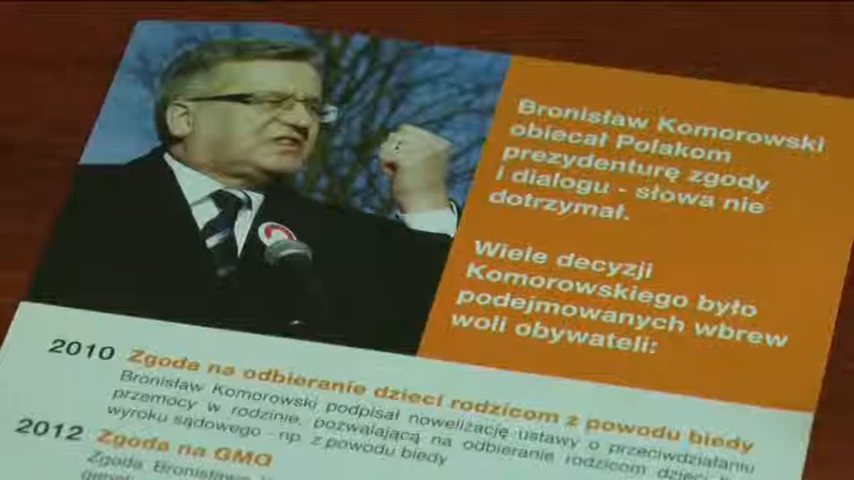 Bronisław Komorowski
obiecał Polakom
prezydenturę zgody
i dialogu - słowa nie
dotrzymał.
Wiele decyzji
Komorowskiego było
podejmowanych wbrew
woli obywateli:
2010 Zgoda na odbieranie dzieci rodzicom z powodu biedy
Bronisław Komorowski podpisał nowelizację ustawy o przeciwdziałaniu
przemocy w rodzinie, pozwalającą na odbieranie rodzicom dzieci
wyroku sądowego - np. z powodu biedy
2012 Zgoda na GMO
Zgoda Bronisława